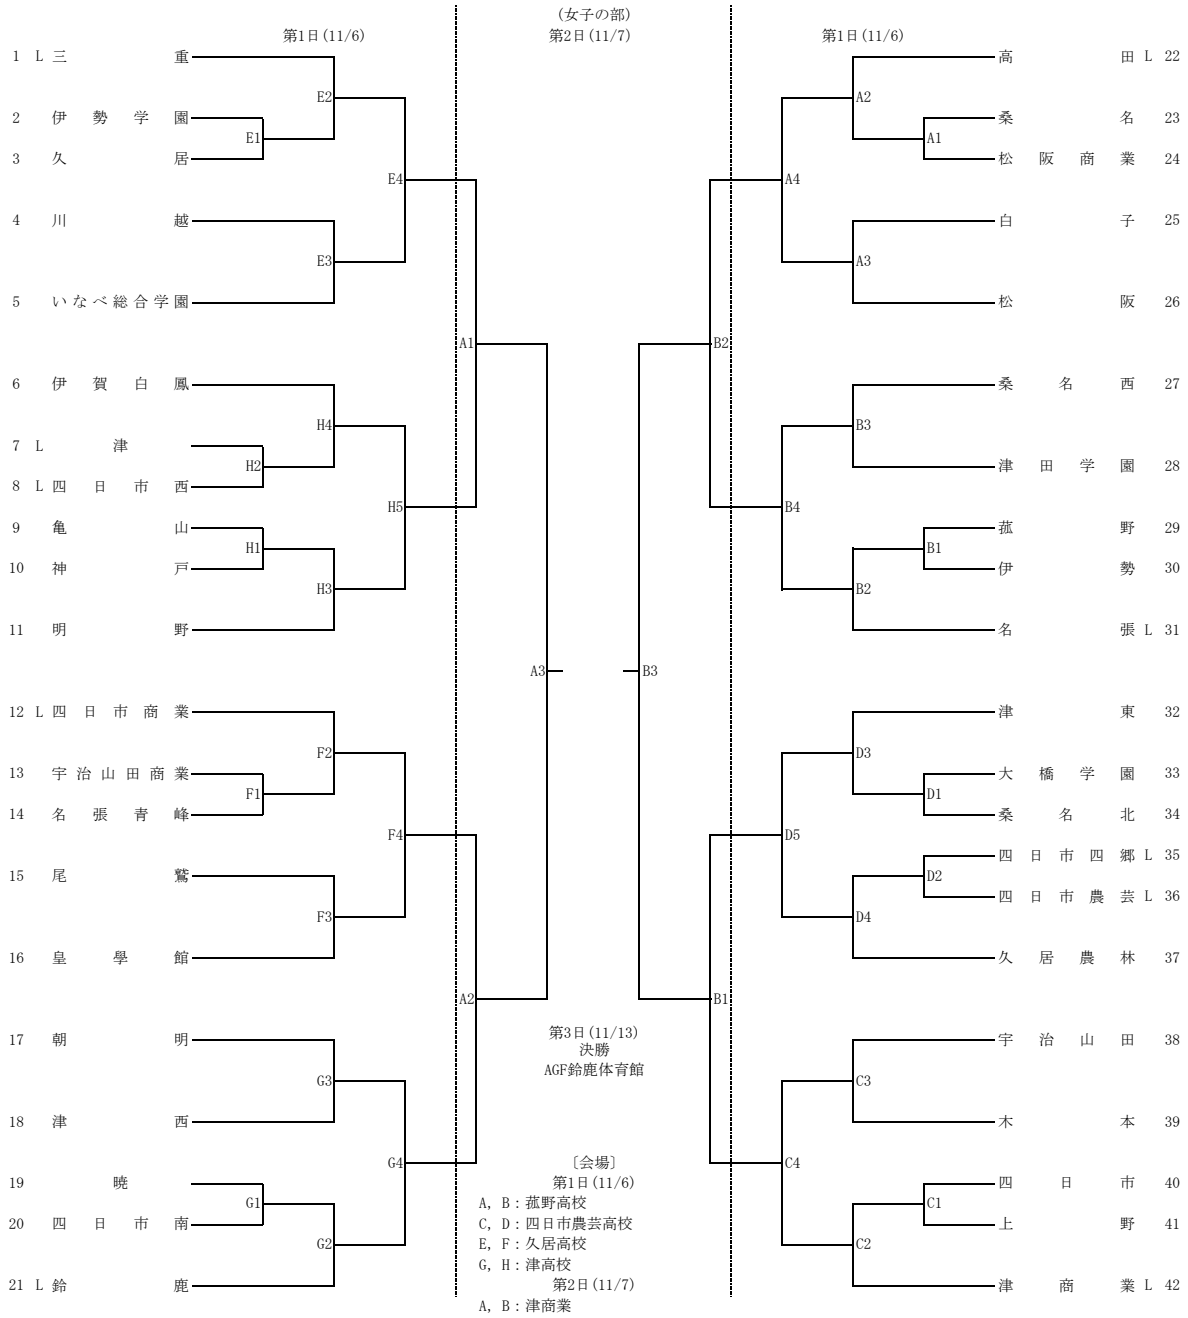 (女子の部)
第1日(11/6) 第2日(11/7) 第1日(11/6)
1 L 三重 高田 L 22
E2 A2
2 伊勢学園 桑名 23
E1 A1
3 久居 松阪商業 24
E4 A4
4 川越 白子 25
E3 A3
5 いなべ総合学園 松阪 26
A1 B2
6 伊賀白鳳 桑名西 27
H4 B3
7 L 津
H2 津田学園 28
8 L 四日市西
H5 B4
9 亀山 菰野 29
H1 B1
10 神戸 伊勢 30
H3 B2
11 明野 名張 L 31
A3 B3
12 L 四日市商業 津東 32
F2 D3
13 宇治山田商業 大橋学園 33
F1 D1
14 名張青峰 桑名北 34
F4 D5
四日市四郷 L 35
15 尾鷲 D2
四日市農芸 L 36
F3 D4
16 皇學館 久居農林 37
A2 B1
第3日(11/13)
17 朝明 宇治山田 38
決勝
AGF鈴鹿体育館
G3 C3
18 津西 木本 39
G4 〔会場〕 C4
19 暁 第1日(11/6) 四日市 40
G1 A, B：菰野高校 C1
20 四日市南 C, D：四日市農芸高校 上野 41
G2 E, F：久居高校 C2
G, H：津高校
21 L 鈴鹿 第2日(11/7) 津商業 L 42
A, B：津商業